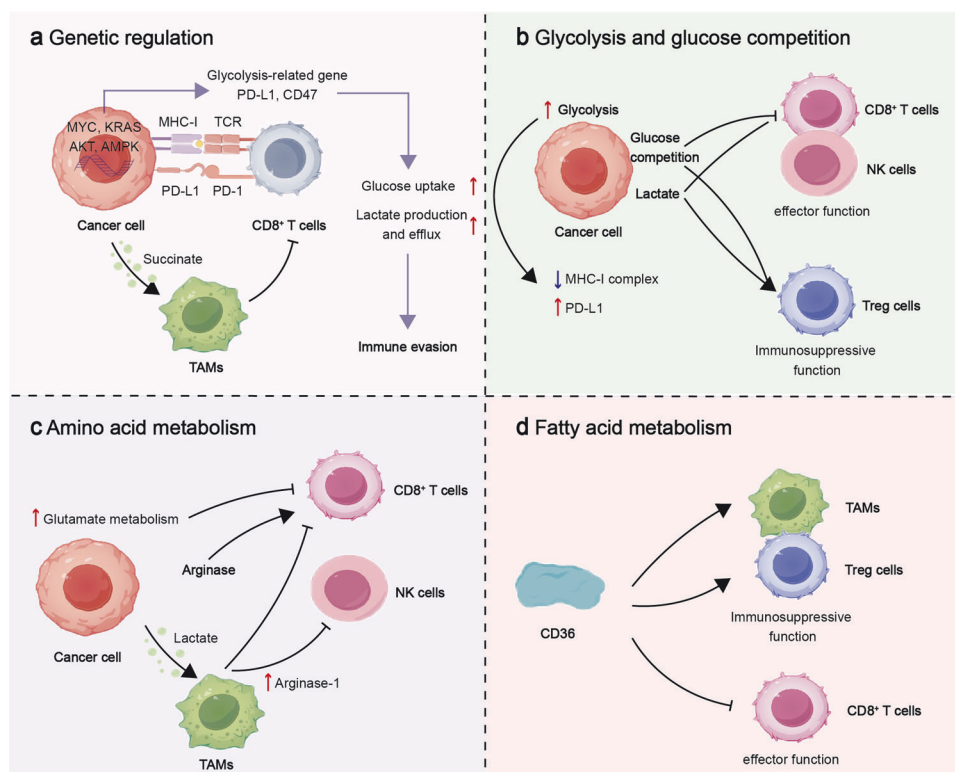 a Genetic regulation
Glycolysis-related gene
PD-L1, CD47
MYC, KRAS
AKT, AMPK
MHC-I
TCR
PD-L1
PD-1
Cancer cell
CD8⁺ T cells
Glucose uptake
Lactate production
and efflux
Succinate
TAMs
Immune evasion
b Glycolysis and glucose competition
Glycolysis
Glucose
competition
Lactate
Cancer cell
CD8⁺ T cells
NK cells
effector function
MHC-I complex
PD-L1
Treg cells
Immunosuppressive
function
c Amino acid metabolism
CD8⁺ T cells
Glutamate metabolism
Arginase
NK cells
Cancer cell
Lactate
Arginase-1
TAMs
d Fatty acid metabolism
TAMs
Treg cells
Immunosuppressive
function
CD36
CD8⁺ T cells
effector function